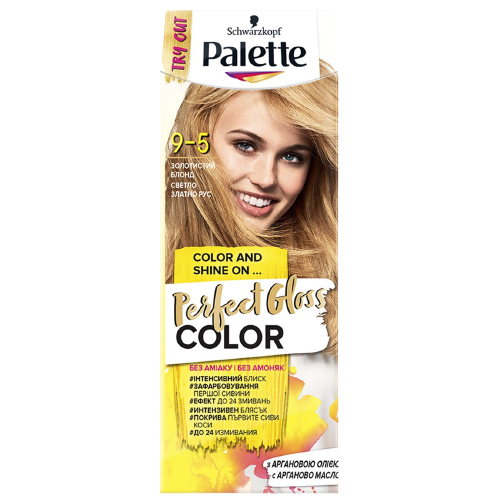 TRY OUT
Schwarzkopf
Palette
9-5
ЗОЛОТИСТИЙ
БЛОНД
СВЕТЛО
ЗЛАТНО РУС
COLOR AND
SHINE ON ...
Perfect Gloss
COLOR
БЕЗ АМІАКУ | БЕЗ АМОНЯК
#ІНТЕНСИВНИЙ БЛИСК
#ЗАФАРБОВУВАННЯ
ПЕРШОЇ СИВИНИ
#ЕФЕКТ ДО 24 ЗМИВАНЬ
#ИНТЕНЗИВЕН БЛЯСЪК
#ПОКРИВА ПЪРВИТЕ СИВИ
КОСИ
#ДО 24 ИЗМИВАНИЯ
з АРГАНОВОЮ ОЛІЄЮ
с АРГАНОВО МАСЛО